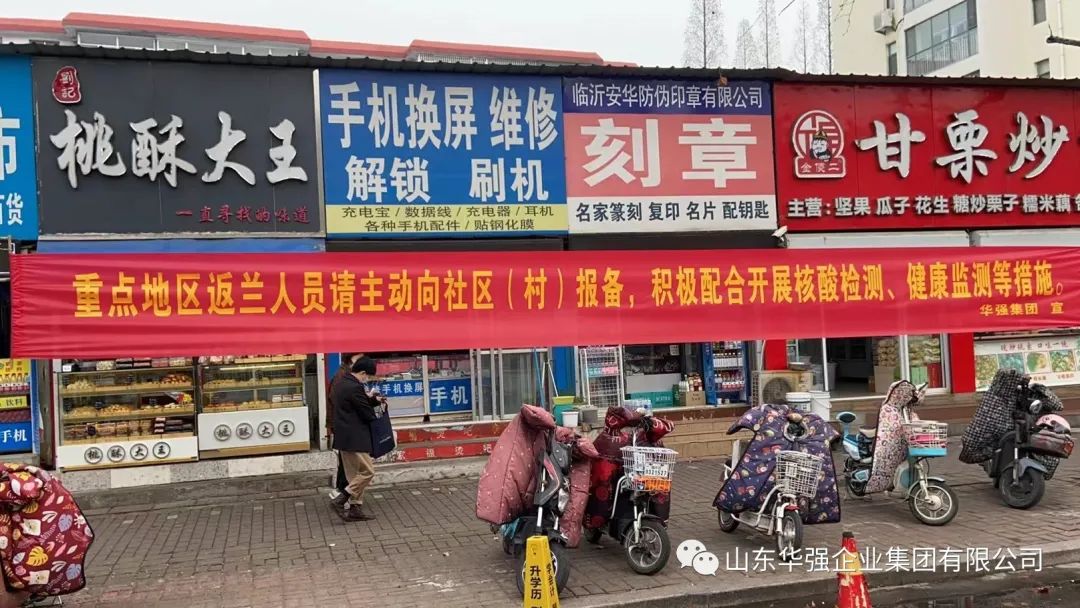 市
百货
劉記
桃酥大王
一直寻找的味道
手机换屏 维修
解锁 刷机
充电宝/数据线/充电器/耳机
各种手机配件/贴钢化膜
临沂安华防伪印章有限公司
刻章
名家篆刻 复印 名片 配钥匙
甘栗炒
主营:坚果 瓜子 花生 糖炒栗子 糯米藕
重点地区返兰人员请主动向社区(村)报备,积极配合开展核酸检测、健康监测等措施。
华强集团 宣
手机换屏
手机
手机
桃酥大王
桃酥大王
升学历
山东华强企业集团有限公司